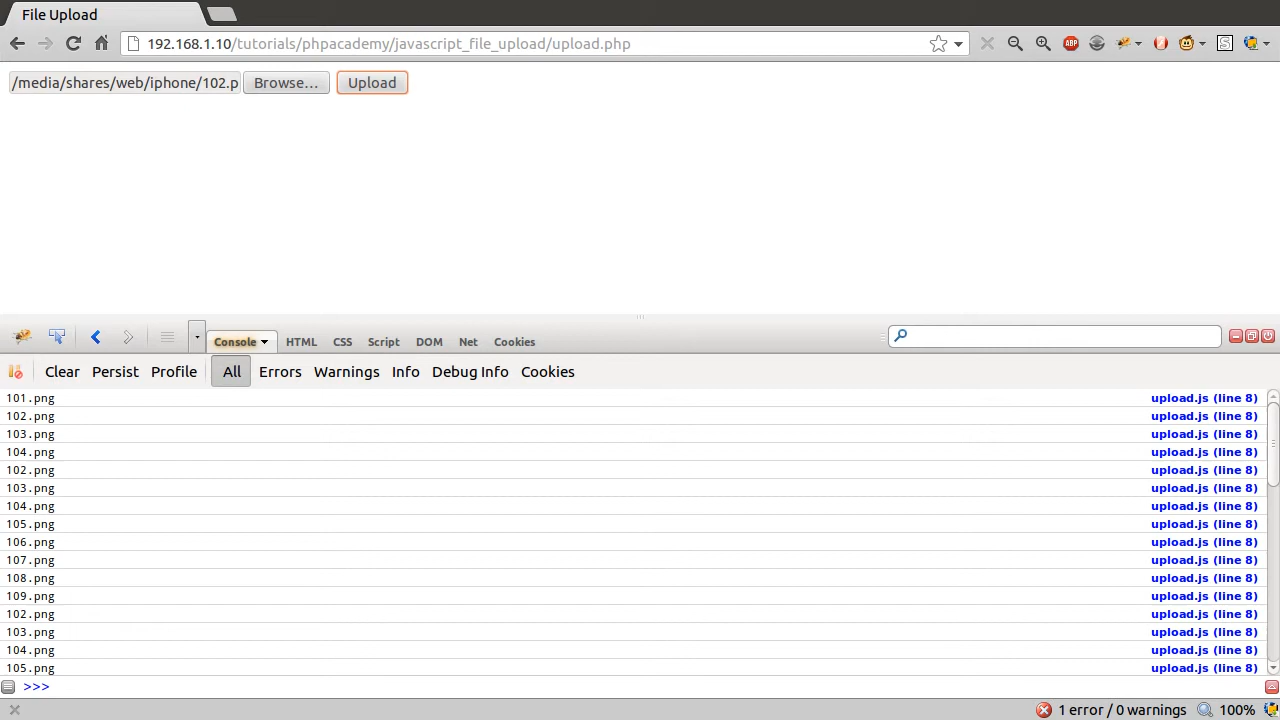 File Upload
192.168.1.10/tutorials/phpacademy/javascript_file_upload/upload.php
ABP
S
/media/shares/web/iphone/102.p Browse... Upload
Console HTML CSS Script DOM Net Cookies
Clear Persist Profile All Errors Warnings Info Debug Info Cookies
101.png upload.js (line 8)
102.png upload.js (line 8)
103.png upload.js (line 8)
104.png upload.js (line 8)
102.png upload.js (line 8)
103.png upload.js (line 8)
104.png upload.js (line 8)
105.png upload.js (line 8)
106.png upload.js (line 8)
107.png upload.js (line 8)
108.png upload.js (line 8)
109.png upload.js (line 8)
102.png upload.js (line 8)
103.png upload.js (line 8)
104.png upload.js (line 8)
105.png upload.js (line 8)
>>>
1 error / 0 warnings 100%